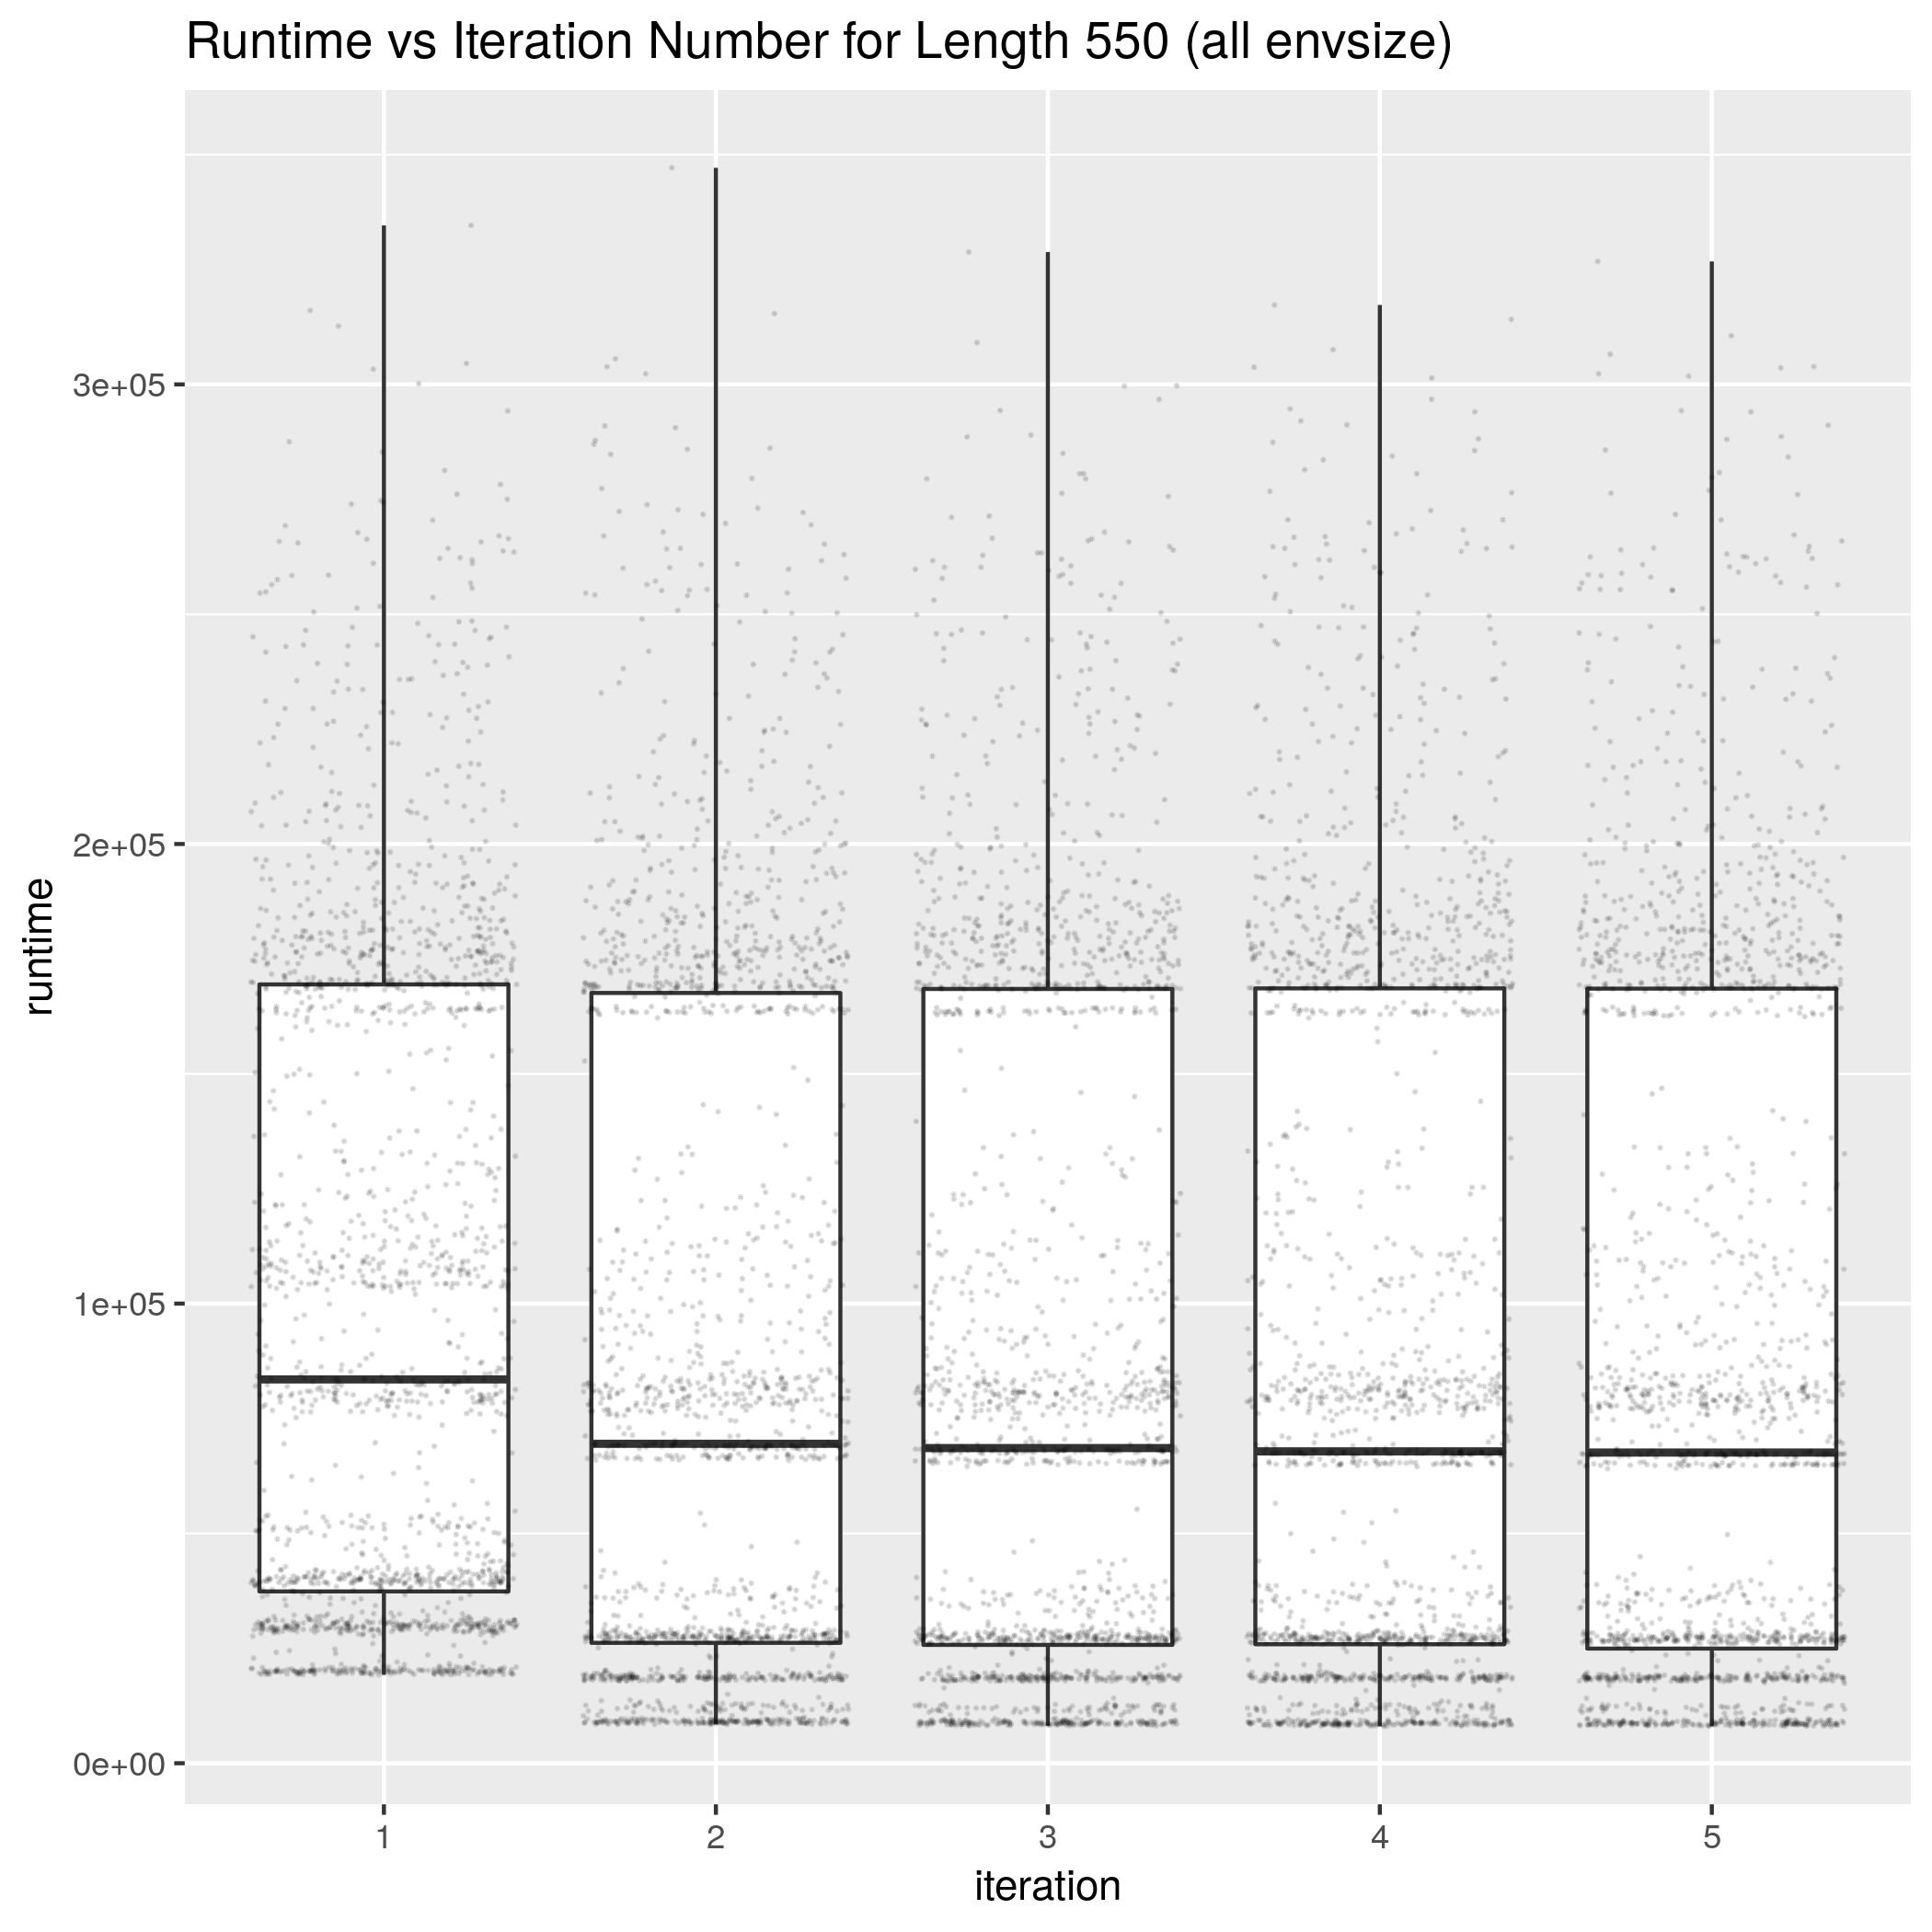 Runtime vs Iteration Number for Length 550 (all envsize)
runtime
3e+05
2e+05
1e+05
0e+00
1 2 3 4 5
iteration